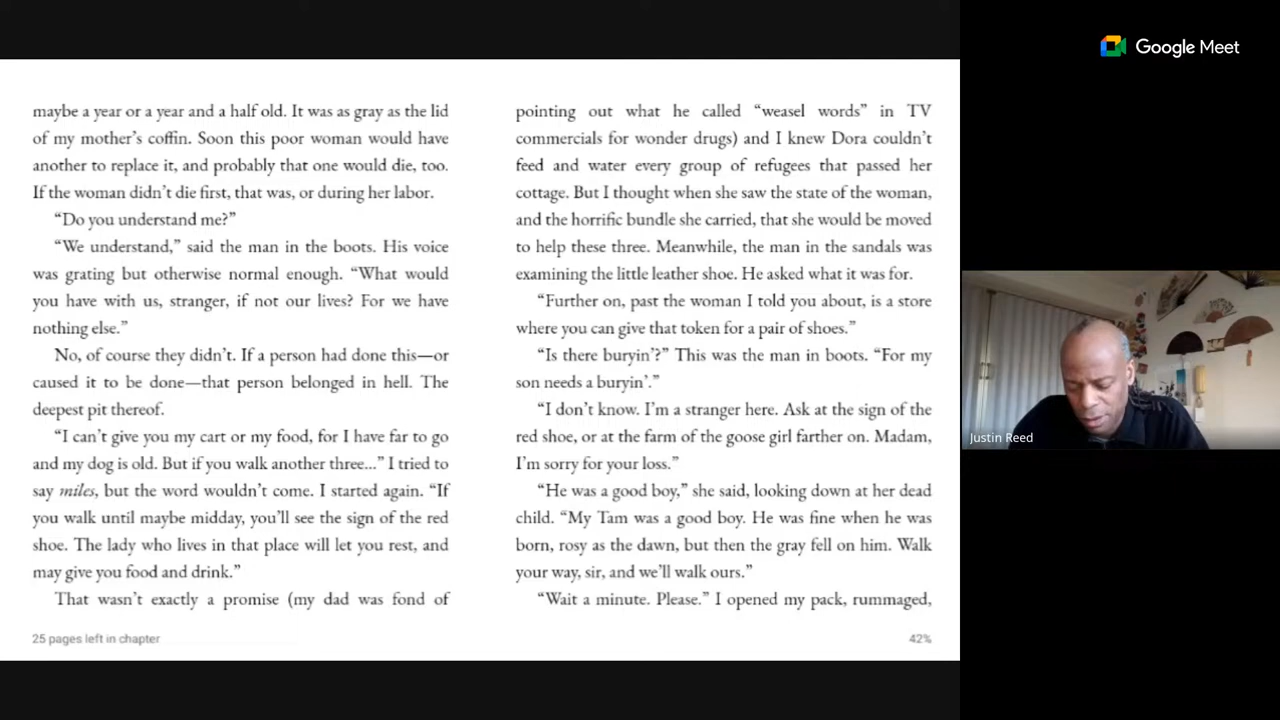 Google Meet
maybe a year or a year and a half old. It was as gray as the lid
of my mother’s coffin. Soon this poor woman would have
another to replace it, and probably that one would die, too.
If the woman didn’t die first, that was, or during her labor.
“Do you understand me?”
“We understand,” said the man in the boots. His voice
was grating but otherwise normal enough. “What would
you have with us, stranger, if not our lives? For we have
nothing else.”
No, of course they didn’t. If a person had done this—or
caused it to be done—that person belonged in hell. The
deepest pit thereof.
“I can’t give you my cart or my food, for I have far to go
and my dog is old. But if you walk another three...” I tried to
say miles, but the word wouldn’t come. I started again. “If
you walk until maybe midday, you’ll see the sign of the red
shoe. The lady who lives in that place will let you rest, and
may give you food and drink.”
That wasn’t exactly a promise (my dad was fond of
25 pages left in chapter
pointing out what he called “weasel words” in TV
commercials for wonder drugs) and I knew Dora couldn’t
feed and water every group of refugees that passed her
cottage. But I thought when she saw the state of the woman,
and the horrific bundle she carried, that she would be moved
to help these three. Meanwhile, the man in the sandals was
examining the little leather shoe. He asked what it was for.
“Further on, past the woman I told you about, is a store
where you can give that token for a pair of shoes.”
“Is there buryin’?” This was the man in boots. “For my
son needs a buryin’.”
“I don’t know. I’m a stranger here. Ask at the sign of the
red shoe, or at the farm of the goose girl farther on. Madam,
I’m sorry for your loss.”
“He was a good boy,” she said, looking down at her dead
child. “My Tam was a good boy. He was fine when he was
born, rosy as the dawn, but then the gray fell on him. Walk
your way, sir, and we’ll walk ours.”
“Wait a minute. Please.” I opened my pack, rummaged,
42%
Justin Reed